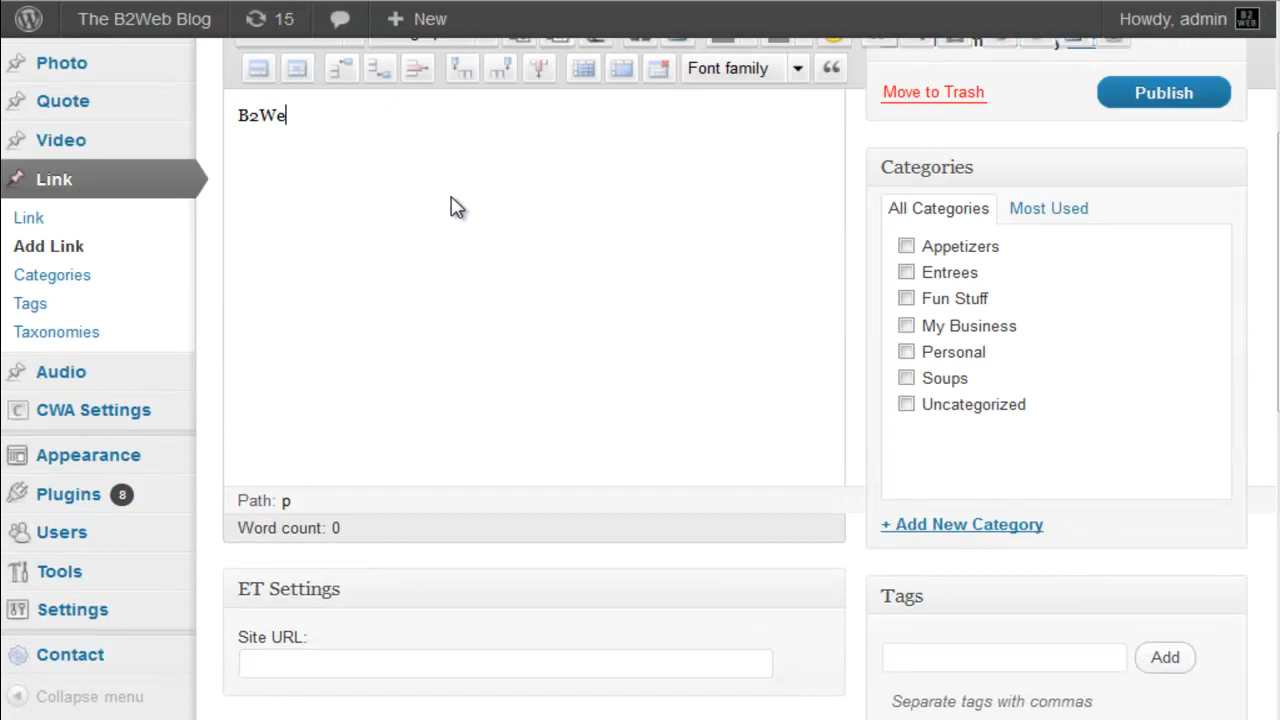 The B2Web Blog
15
New
Howdy, admin
B2
WEB
Photo
Quote
Video
Link
Link
Add Link
Categories
Tags
Taxonomies
Audio
CWA Settings
Appearance
Plugins 8
Users
Tools
Settings
Contact
Collapse menu
Font family
B2We
Path: p
Word count: 0
ET Settings
Site URL:
Move to Trash
Publish
Categories
All Categories
Most Used
Appetizers
Entrees
Fun Stuff
My Business
Personal
Soups
Uncategorized
+ Add New Category
Tags
Add
Separate tags with commas